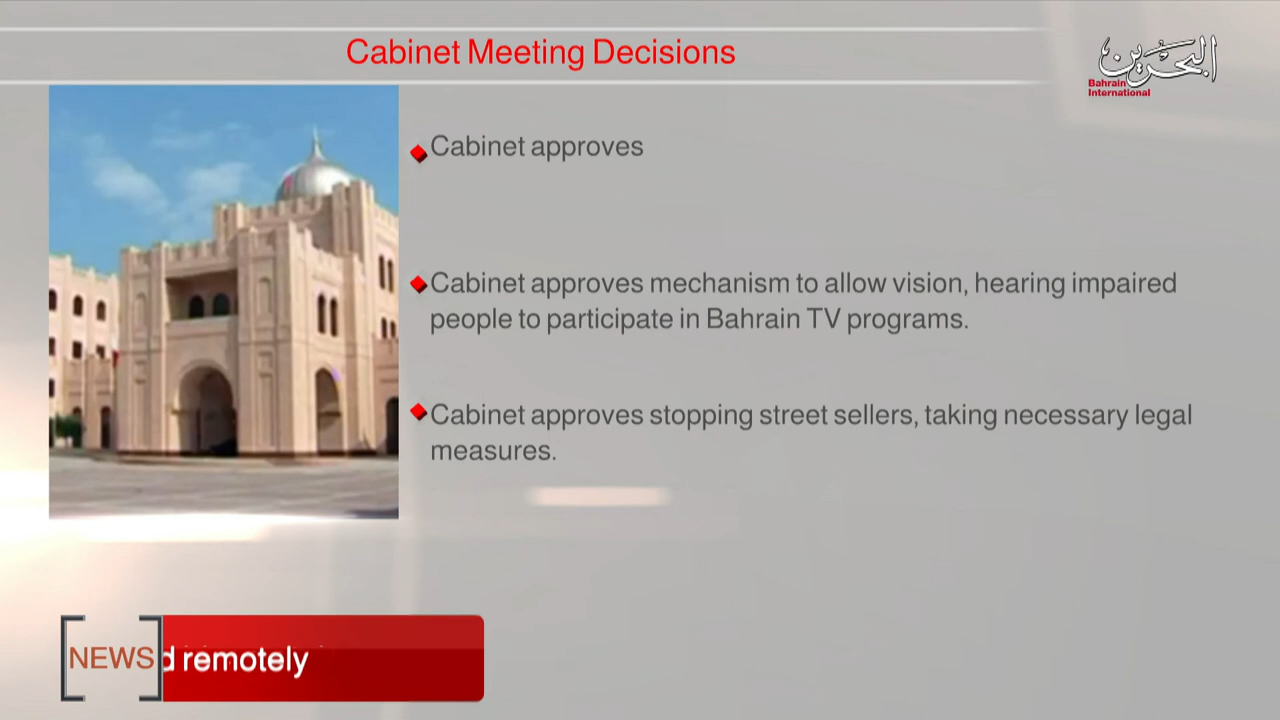 Cabinet Meeting Decisions
البحرين
Bahrain
International
Cabinet approves
Cabinet approves mechanism to allow vision, hearing impaired
people to participate in Bahrain TV programs.
Cabinet approves stopping street sellers, taking necessary legal
measures.
NEWS d remotely